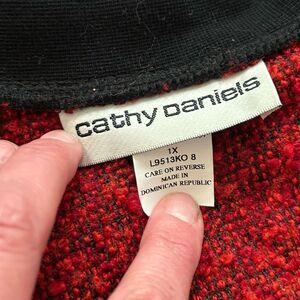 cathy Daniels
1X
L9513KO 8
CARE ON REVERSE
MADE IN
DOMINICAN REPUBLIC